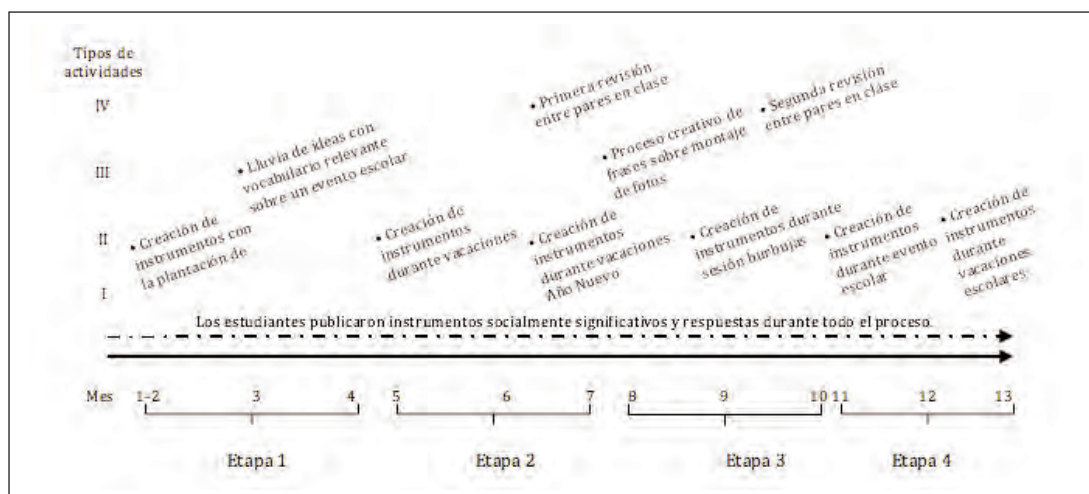 Tipos de
actividades
IV
III
II
I
• Creación de
instrumentos con
la plantación de
• Lluvia de ideas con
vocabulario relevante
sobre un evento escolar
• Creación de
instrumentos
durante vacaciones
• Primera revisión
entre pares en clase
• Creación de
instrumentos
durante vacaciones
Año Nuevo
• Proceso creativo de
frases sobre montaje
de fotos
• Segunda revisión
entre pares en clase
• Creación de
instrumentos durante
sesión burbujas
• Creación de
instrumentos
durante evento
escolar
• Creación de
instrumentos
durante
vacaciones
escolares
Los estudiantes publicaron instrumentos socialmente significativos y respuestas durante todo el proceso.
Mes 1-2 3 4 5 6 7 8 9 10 11 12 13
Etapa 1 Etapa 2 Etapa 3 Etapa 4